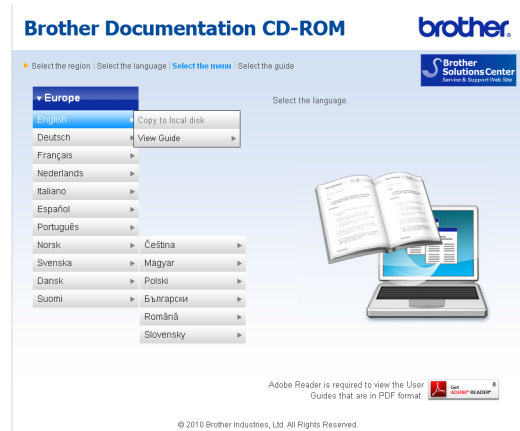 Brother Documentation CD-ROM
brother.
Select the region | Select the language | Select the menu | Select the guide
Brother
Solutions Center
Service & Support Web Site
Europe
Select the language.
English
Copy to local disk
Deutsch
View Guide
Français
Nederlands
Italiano
Español
Português
Norsk
Čeština
Svenska
Magyar
Dansk
Polski
Suomi
Български
Română
Slovensky
Adobe Reader is required to view the User
Guides that are in PDF format.
Get
ADOBE® READER®
© 2010 Brother Industries, Ltd. All Rights Reserved.